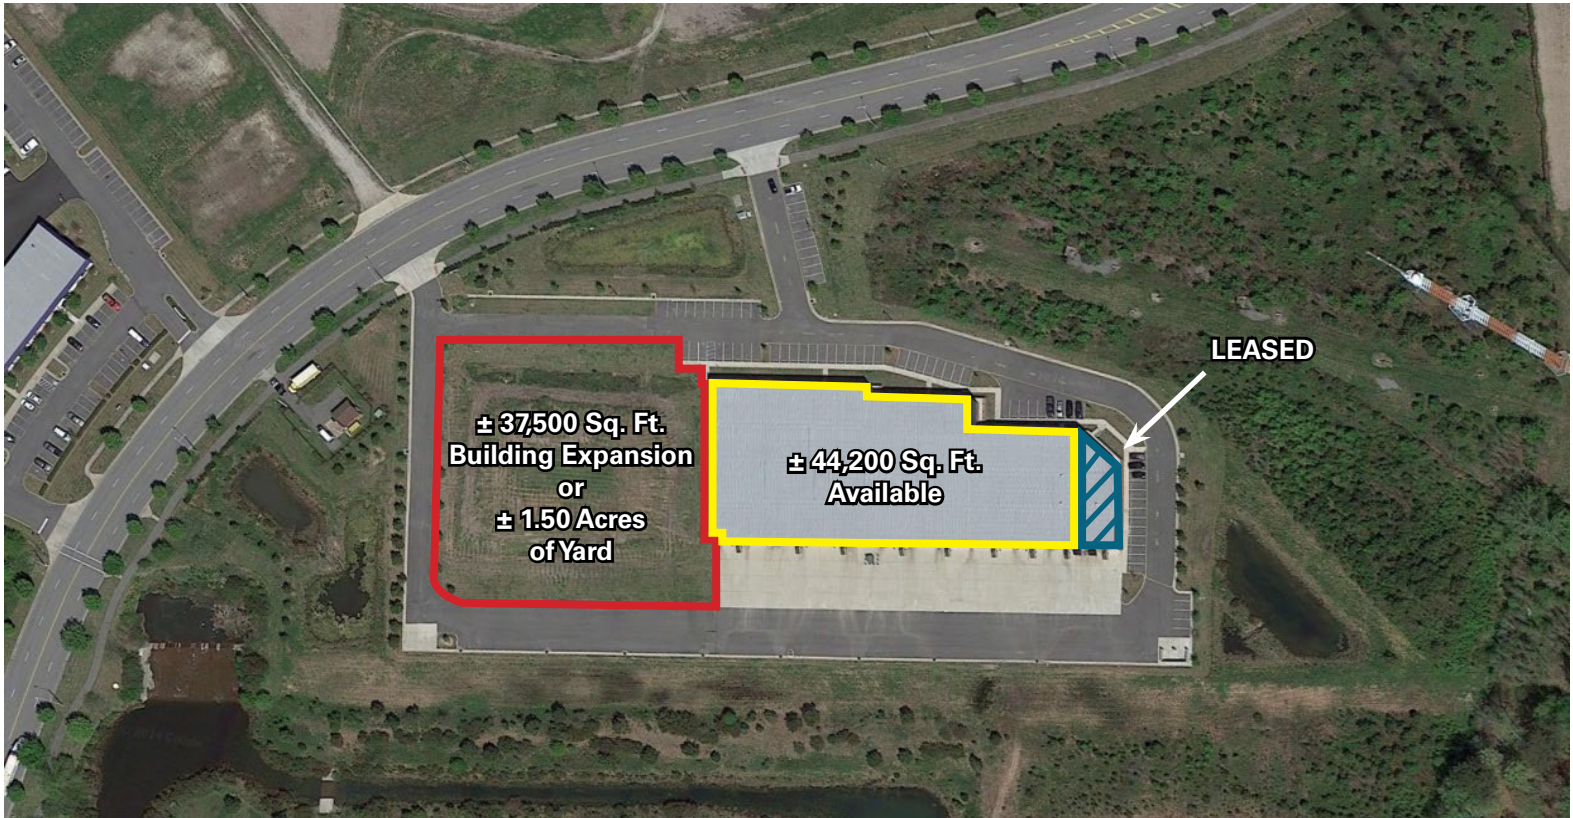 ± 37,500 Sq. Ft.
Building Expansion
or
± 1.50 Acres
of Yard
± 44,200 Sq. Ft.
Available
LEASED